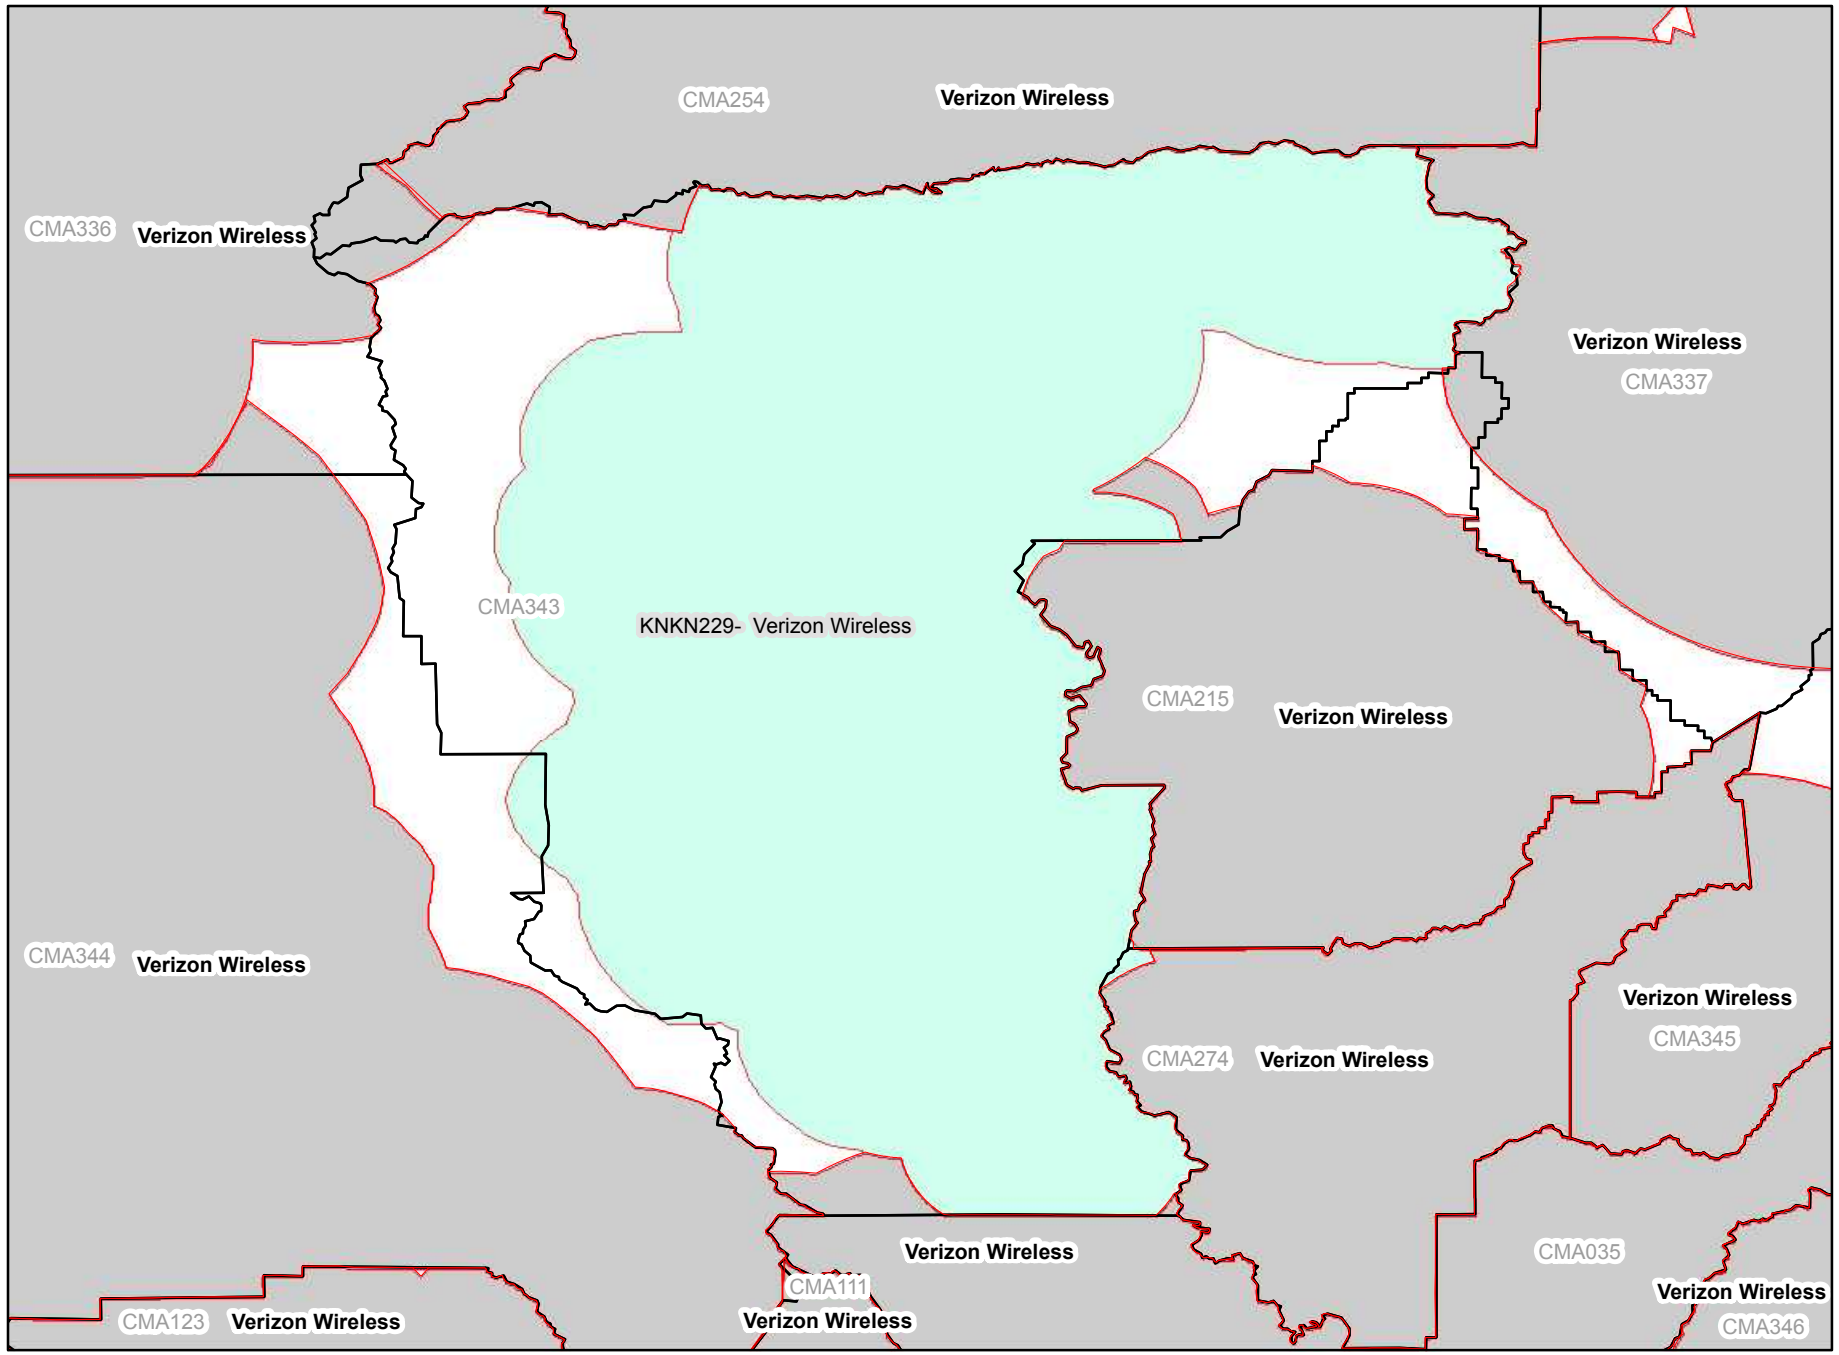 CMA254 Verizon Wireless
CMA336 Verizon Wireless
Verizon Wireless
CMA337
CMA343
KNKN229- Verizon Wireless
CMA215
Verizon Wireless
CMA344 Verizon Wireless
Verizon Wireless
CMA345
CMA274 Verizon Wireless
Verizon Wireless
CMA035
CMA111
Verizon Wireless
CMA123 Verizon Wireless
Verizon Wireless
CMA346